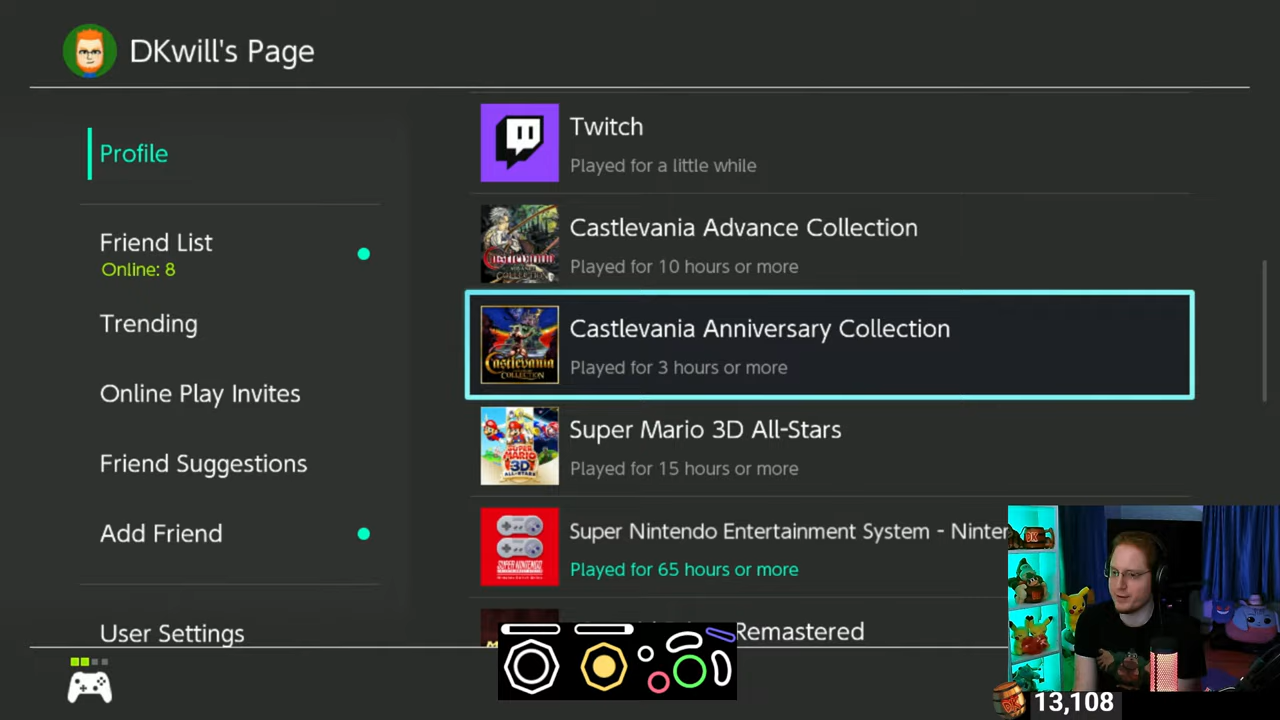 DKwill's Page
Profile
Friend List
Online: 8
Trending
Online Play Invites
Friend Suggestions
Add Friend
User Settings
Twitch
Played for a little while
Castlevania Advance Collection
Played for 10 hours or more
Castlevania Anniversary Collection
Played for 3 hours or more
Super Mario 3D All-Stars
Played for 15 hours or more
Super Nintendo Entertainment System - Ninten
Played for 65 hours or more
Remastered
13,108